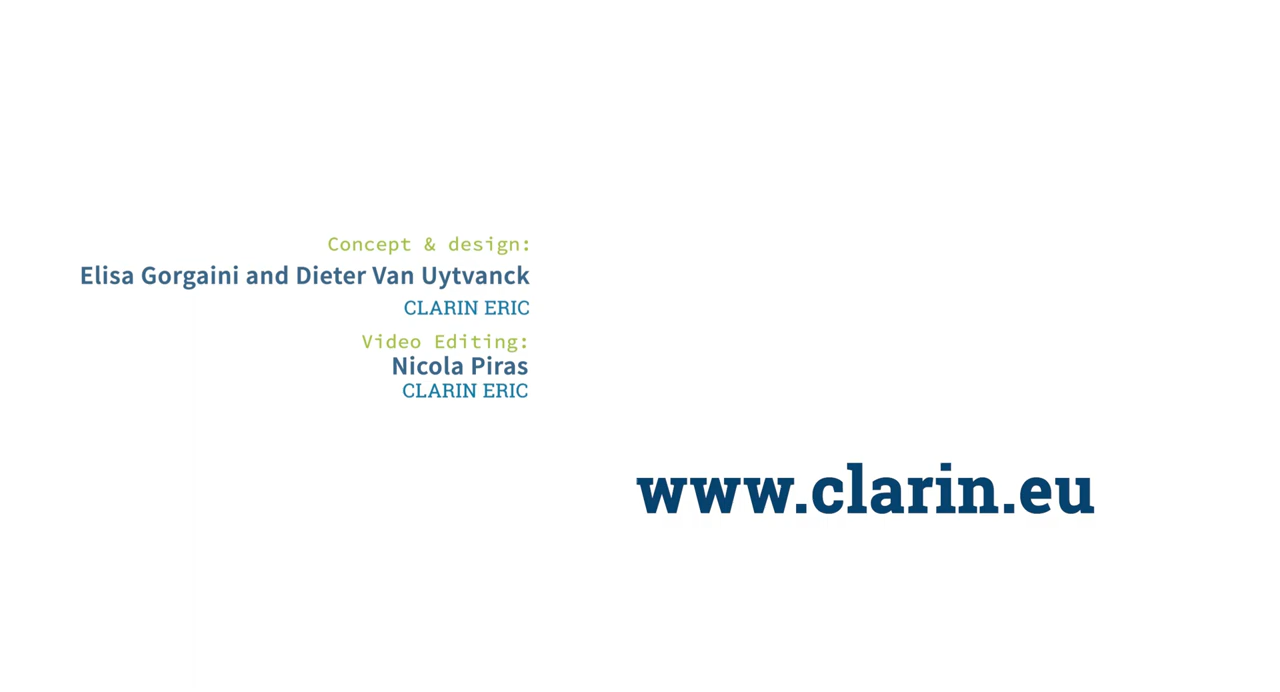 Concept & design:
Elisa Gorgaini and Dieter Van Uytvanck
CLARIN ERIC
Video Editing:
Nicola Piras
CLARIN ERIC
www.clarin.eu